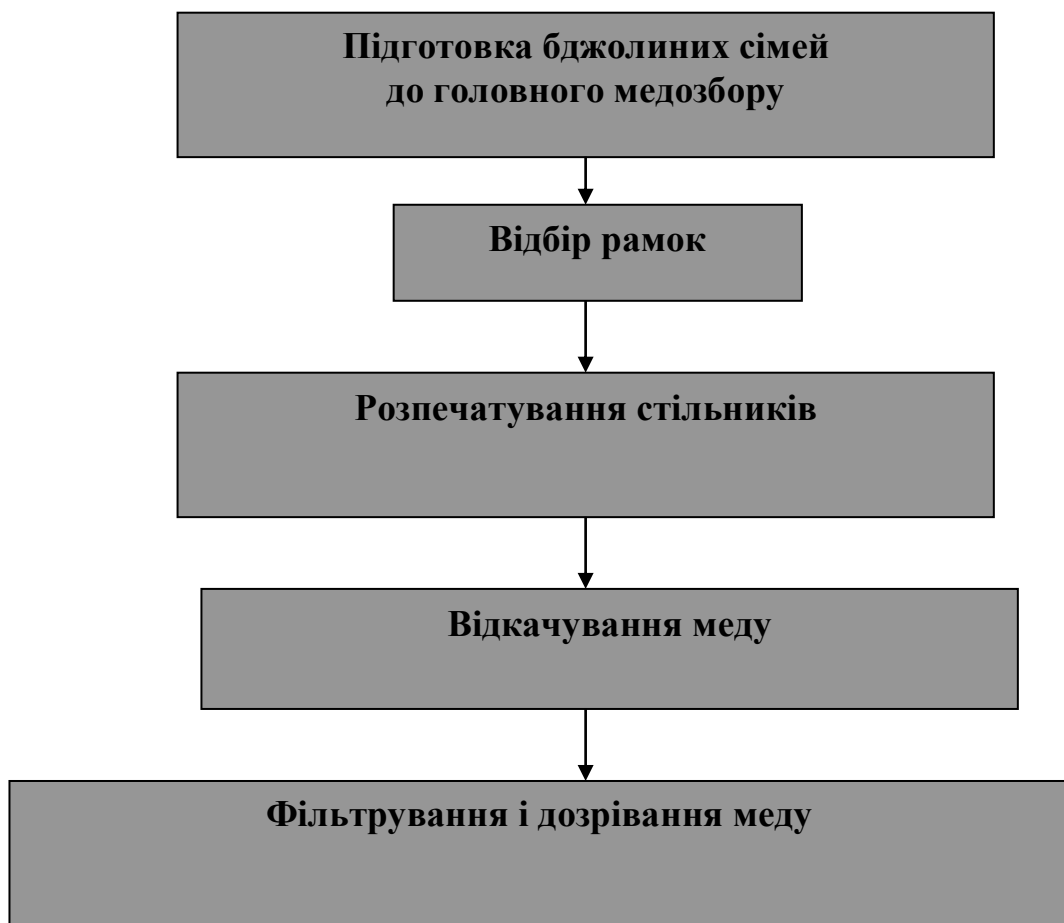 Підготовка бджолиних сімей
до головного медозбору
Відбір рамок
Розпечатування стільників
Відкачування меду
Фільтрування і дозрівання меду